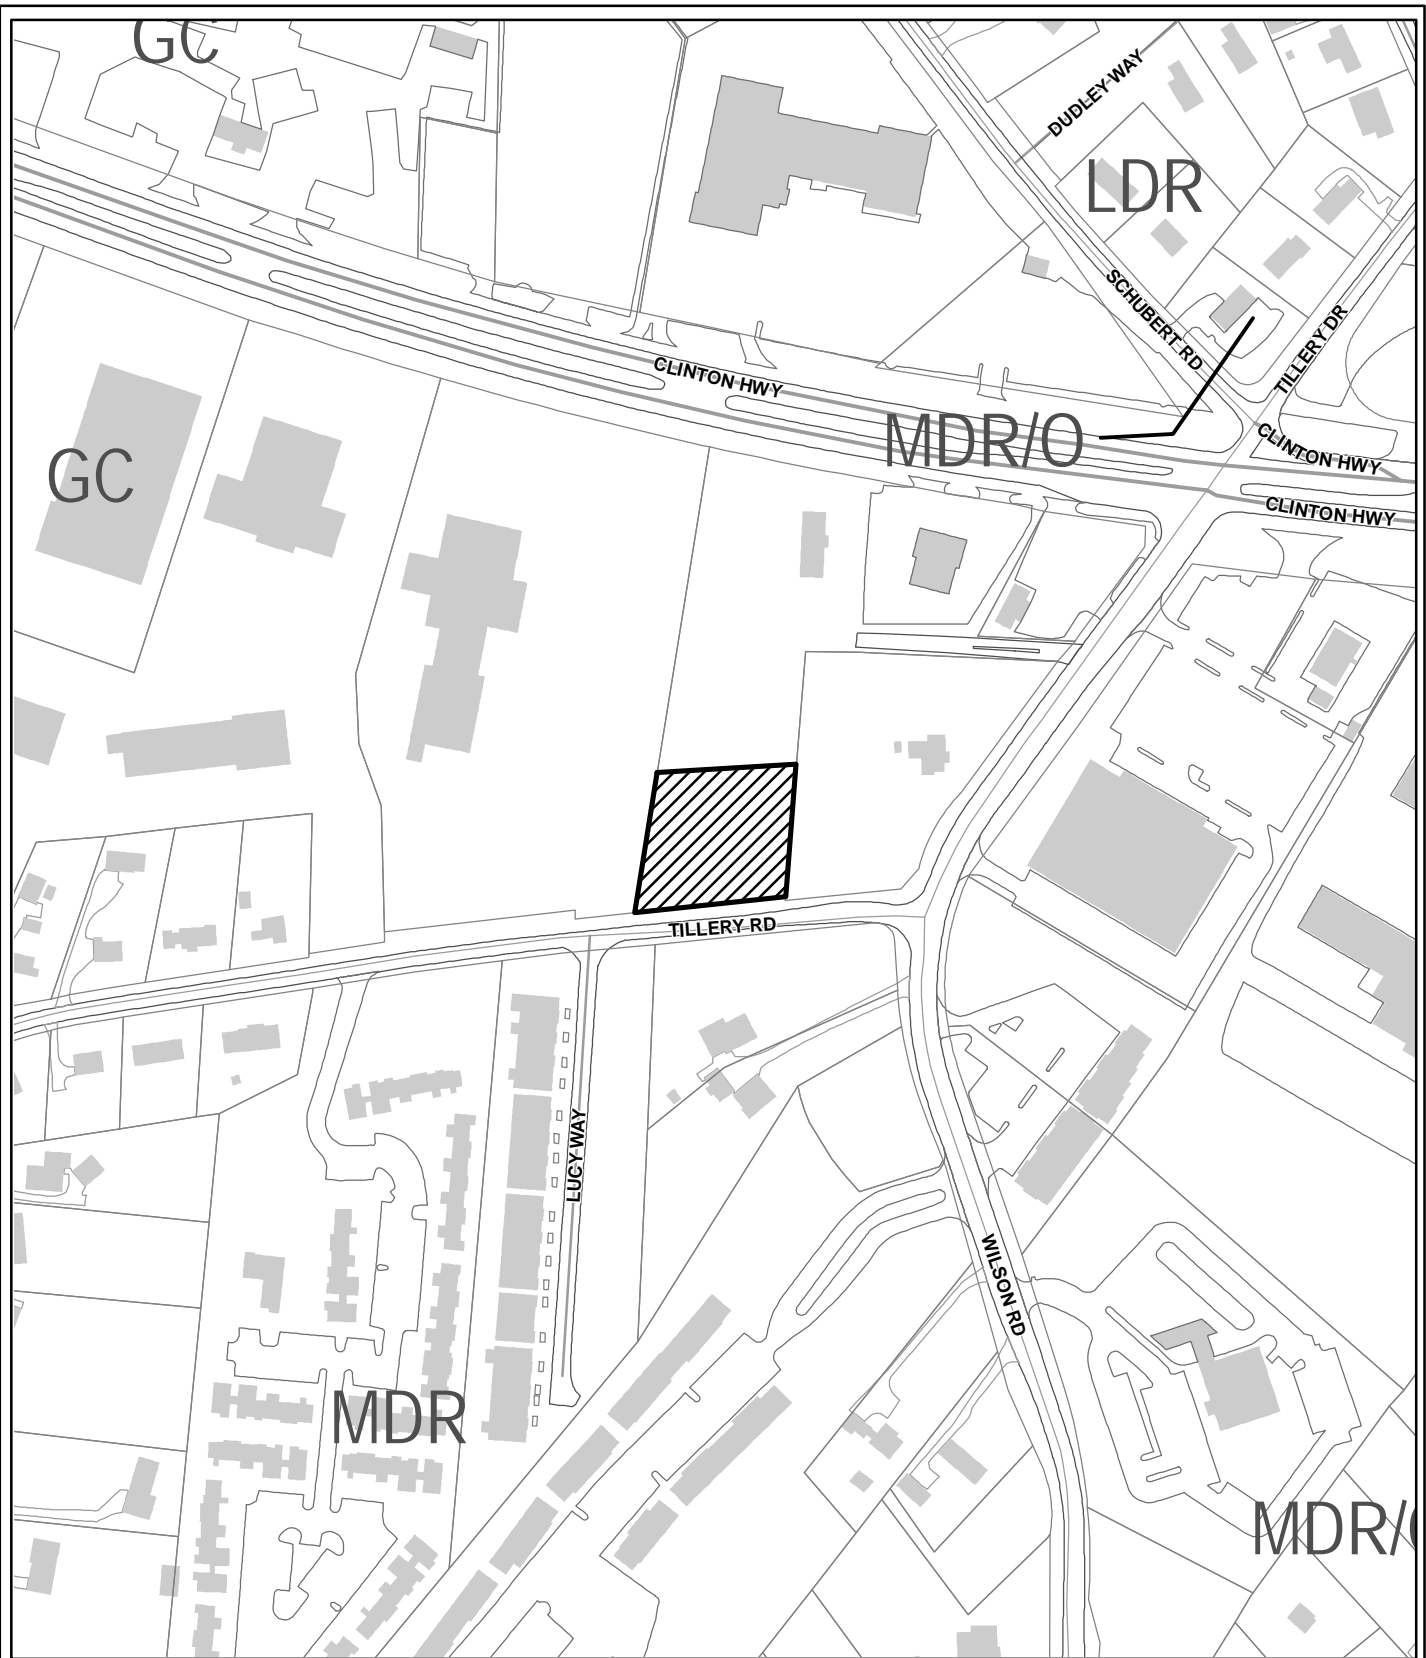 GC
DUDLEY WAY
LDR
SCHUBERT RD
TILLERY DR
CLINTON HWY
MDR/O
CLINTON HWY
GC
CLINTON HWY
TILLERY RD
LUCY WAY
WILSON RD
MDR
MDR/